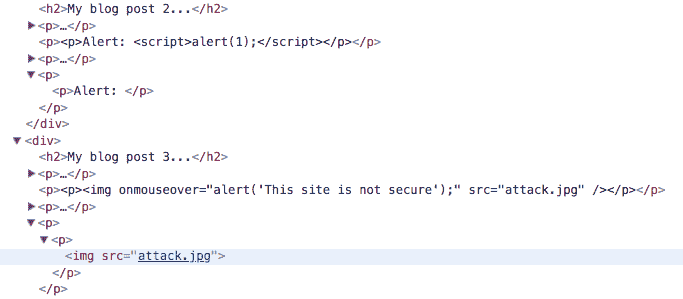 <h2>My blog post 2...</h2>
▶<p>…</p>
<p><p>Alert: <script>alert(1);</script></p></p>
▶<p>…</p>
▼<p>
<p>Alert: </p>
</p>
</div>
▼<div>
<h2>My blog post 3...</h2>
▶<p>…</p>
<p><p><img onmouseover="alert('This site is not secure');" src="attack.jpg" /></p></p>
▶<p>…</p>
▼<p>
▼<p>
<img src="attack.jpg">
</p>
</p>